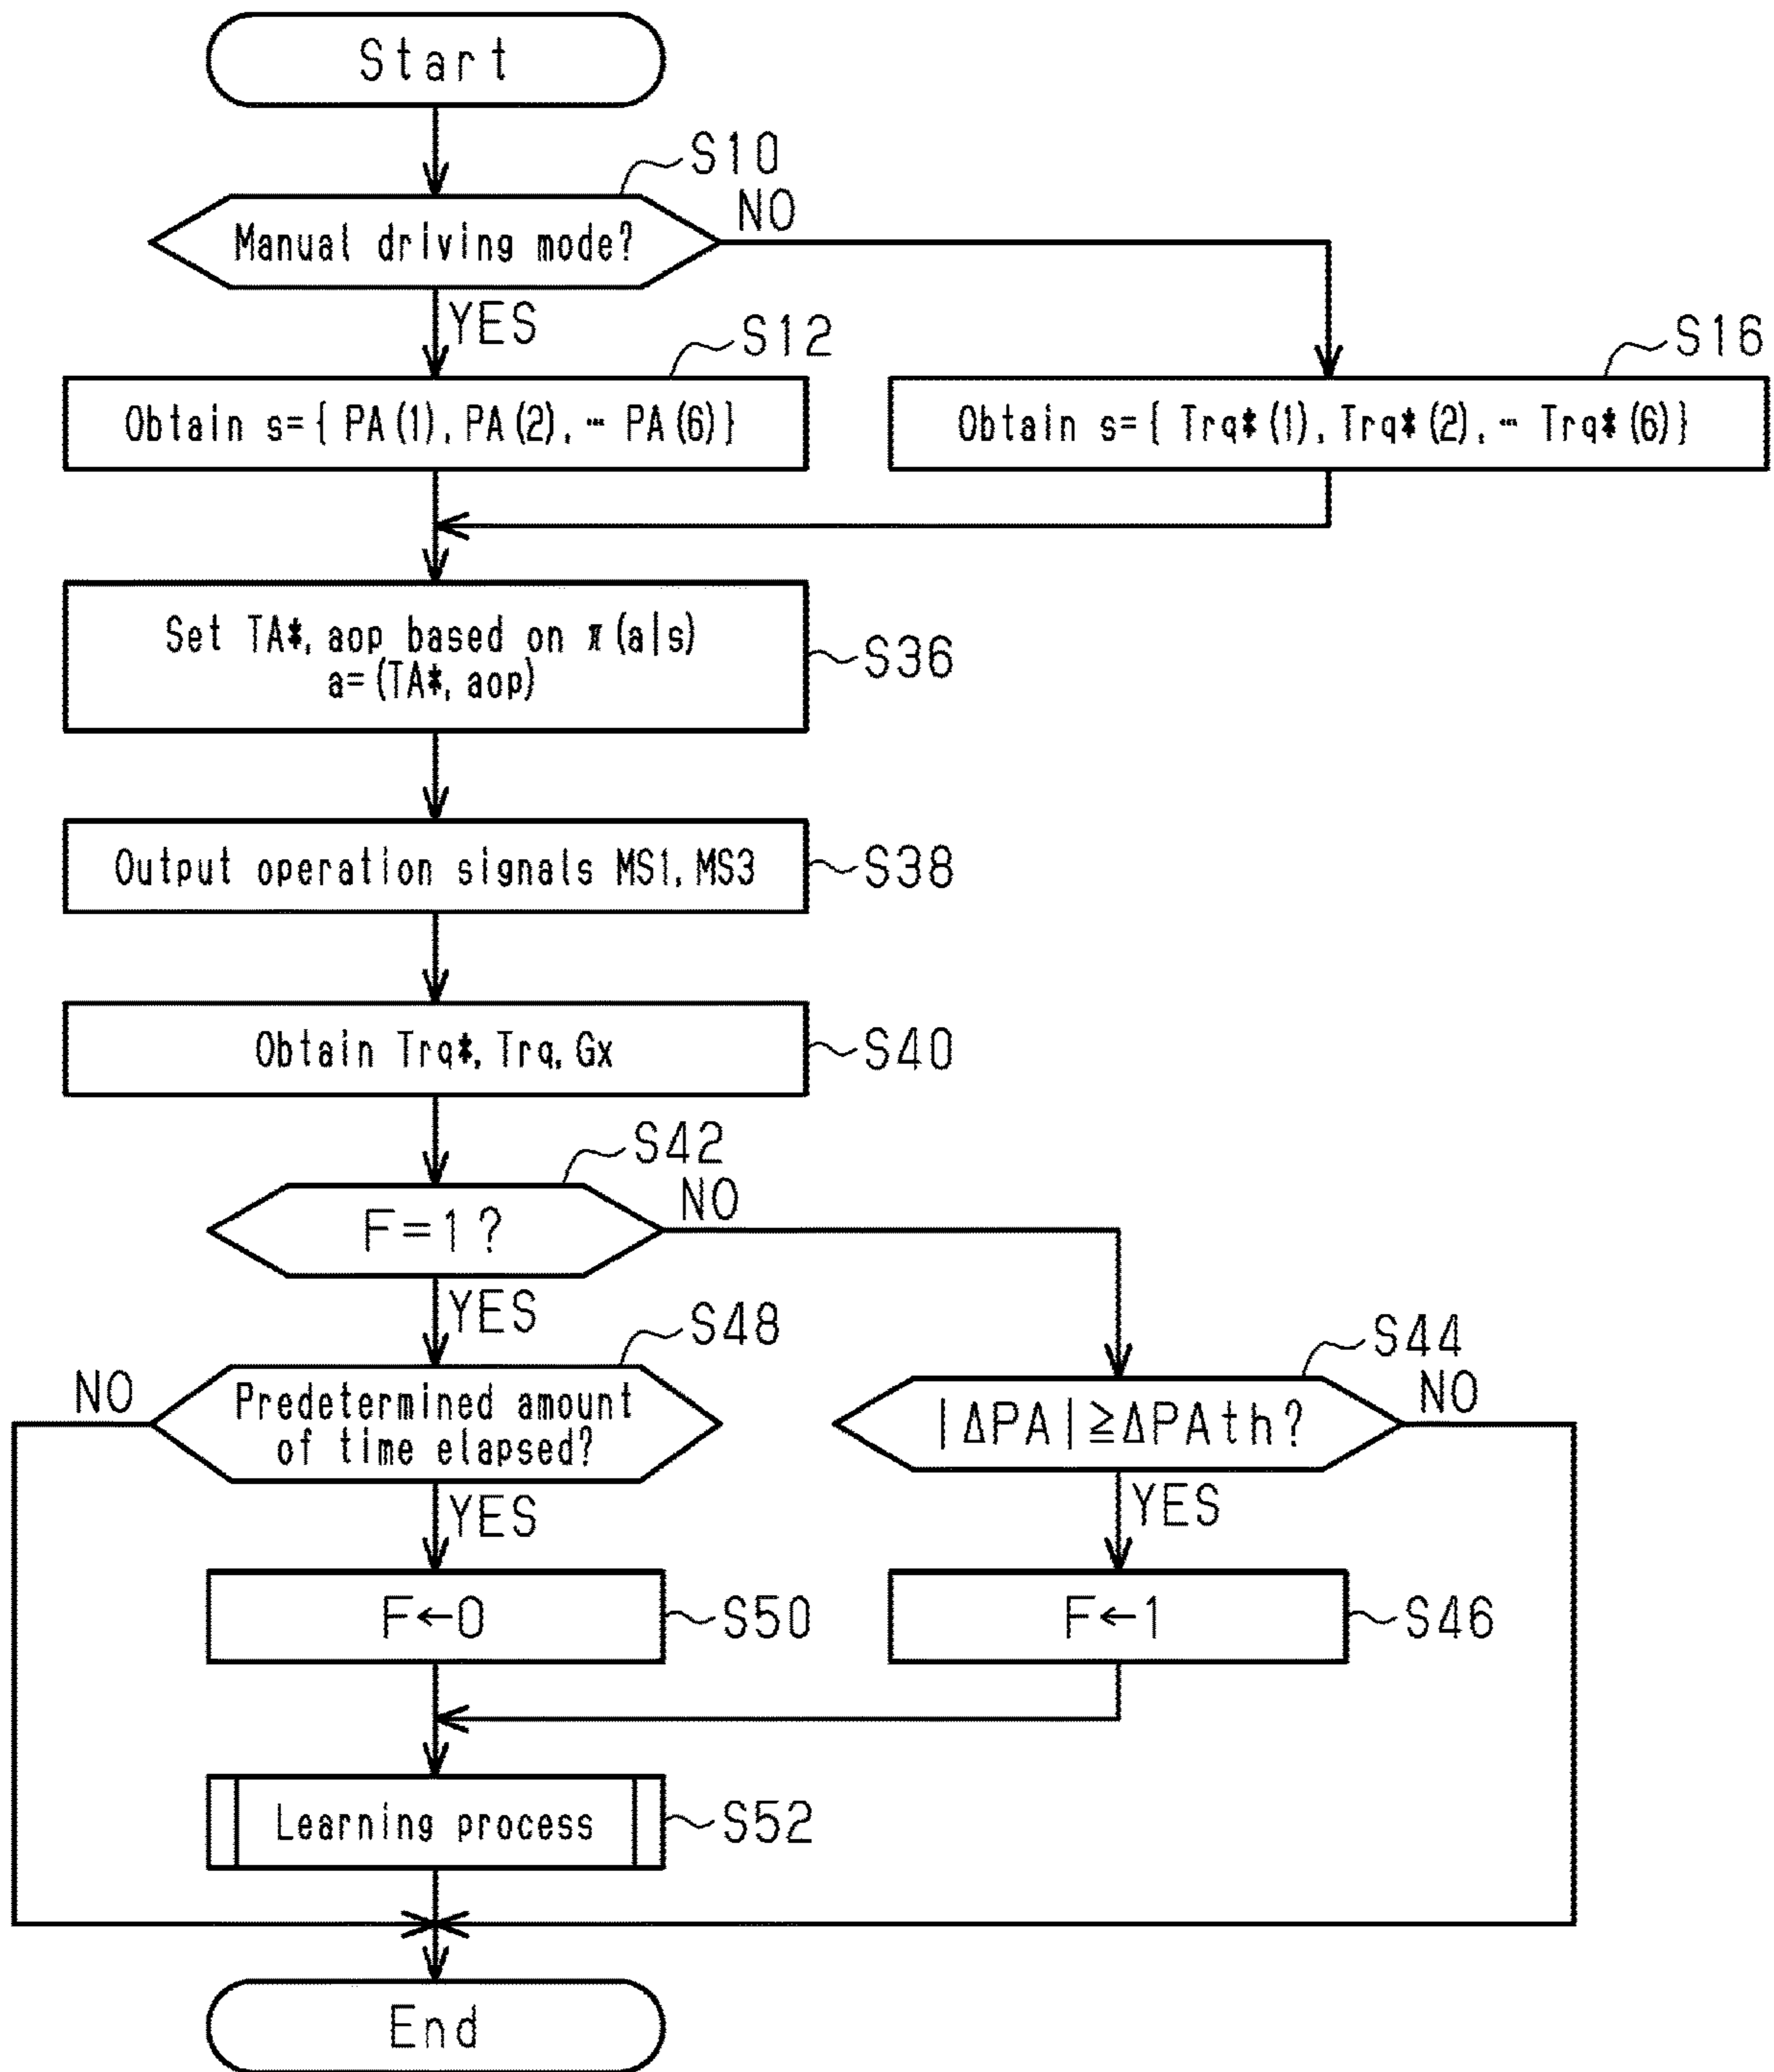 Start
S10
Manual driving mode?
NO
YES
S12
S16
Obtain s={ PA(1), PA(2), ··· PA(6)}
Obtain s={ Trq*(1), Trq*(2), ··· Trq*(6)}
Set TA*, aop based on π(a|s)
a=(TA*, aop)
S36
Output operation signals MS1, MS3
S38
Obtain Trq*, Trq, Gx
S40
S42
F=1?
NO
YES
S48
S44
NO
Predetermined amount
of time elapsed?
|ΔPA|≧ΔPAth?
NO
YES
YES
F←0
S50
F←1
S46
Learning process
S52
End